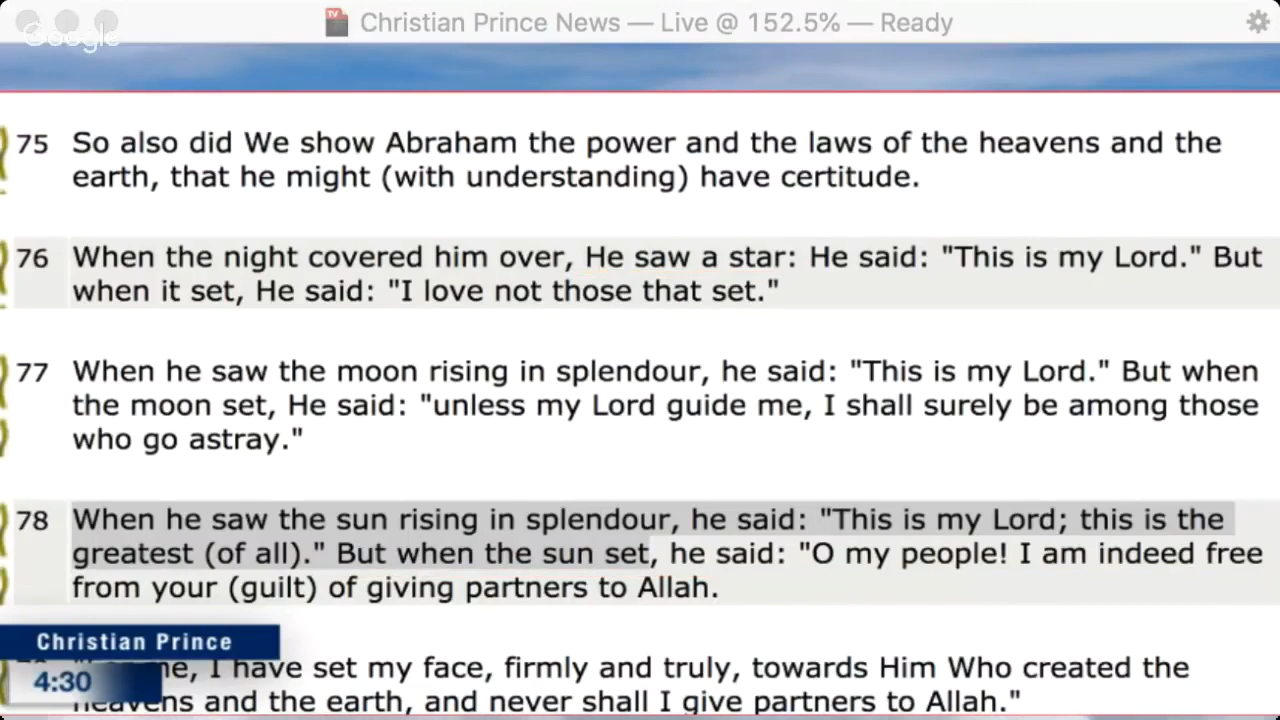 Christian Prince News — Live @ 152.5% — Ready
Google
75 So also did We show Abraham the power and the laws of the heavens and the
earth, that he might (with understanding) have certitude.
76 When the night covered him over, He saw a star: He said: "This is my Lord." But
when it set, He said: "I love not those that set."
77 When he saw the moon rising in splendour, he said: "This is my Lord." But when
the moon set, He said: "unless my Lord guide me, I shall surely be among those
who go astray."
78 When he saw the sun rising in splendour, he said: "This is my Lord; this is the
greatest (of all)." But when the sun set, he said: "O my people! I am indeed free
from your (guilt) of giving partners to Allah.
Christian Prince
I have set my face, firmly and truly, towards Him Who created the
4:30
heavens and the earth, and never shall I give partners to Allah."